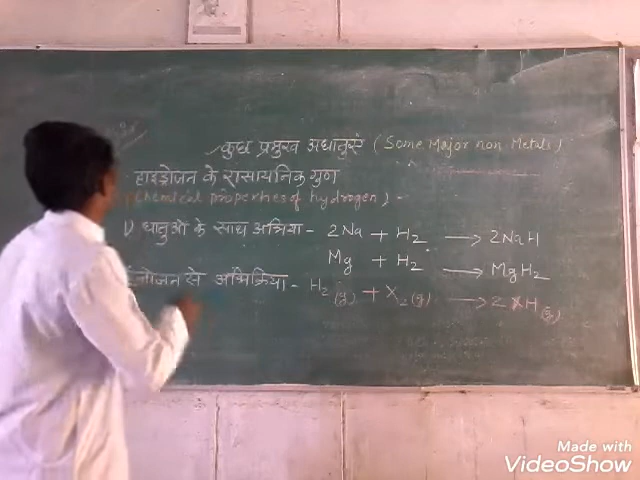 कुछ प्रमुख अधातुएँ (Some Major non Metals)
हाइड्रोजन के रासायनिक गुण
(Chemical properties of hydrogen) -
1) धातुओं के साथ अभिक्रिया - 2Na + H₂ → 2NaH
Mg + H₂ → MgH₂
से अभिक्रिया - H₂(g) + X₂(g) → 2XH(g)
Made with
VideoShow